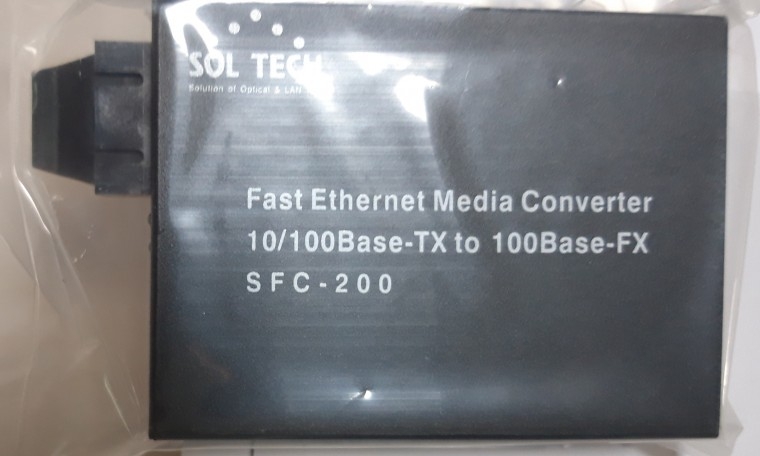 SOL TECH
Solution of Optical & LAN
Fast Ethernet Media Converter
10/100Base-TX to 100Base-FX
SFC-200